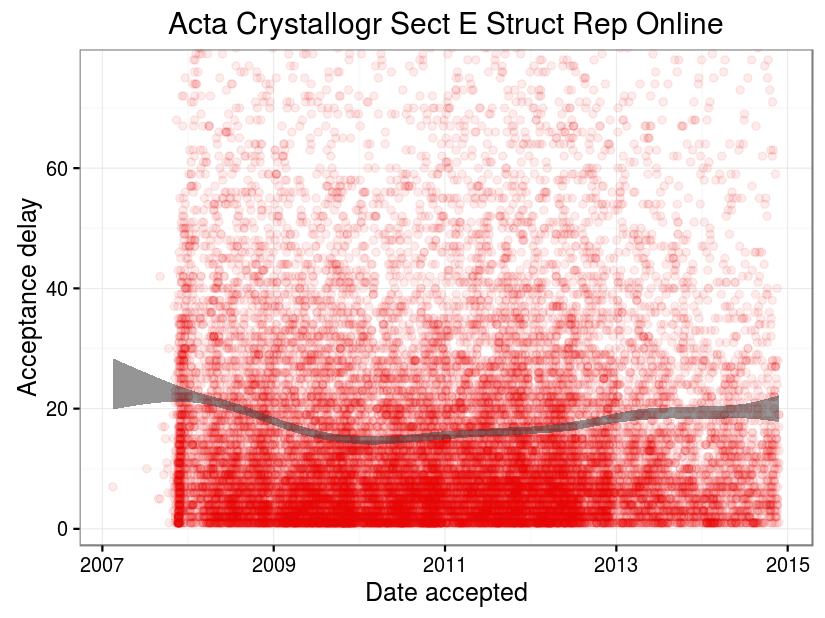 Acta Crystallogr Sect E Struct Rep Online
Acceptance delay
60
40
20
0
2007 2009 2011 2013 2015
Date accepted